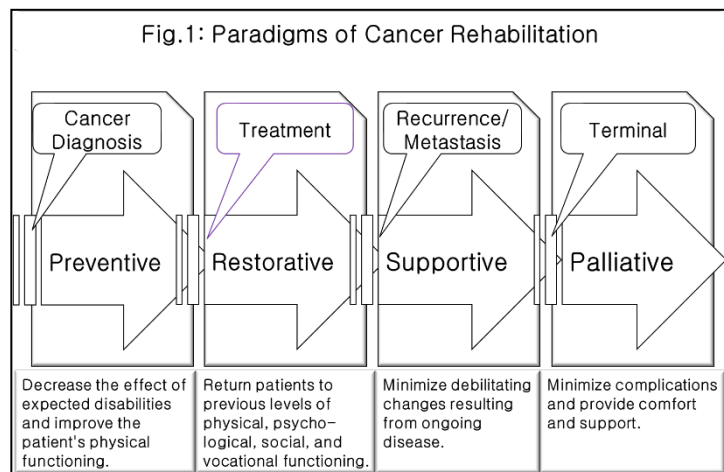 Fig.1: Paradigms of Cancer Rehabilitation
Cancer
Diagnosis
Treatment
Recurrence/
Metastasis
Terminal
Preventive
Restorative
Supportive
Palliative
Decrease the effect of
expected disabilities
and improve the
patient's physical
functioning.
Return patients to
previous levels of
physical, psycho-
logical, social, and
vocational functioning.
Minimize debilitating
changes resulting
from ongoing
disease.
Minimize complications
and provide comfort
and support.